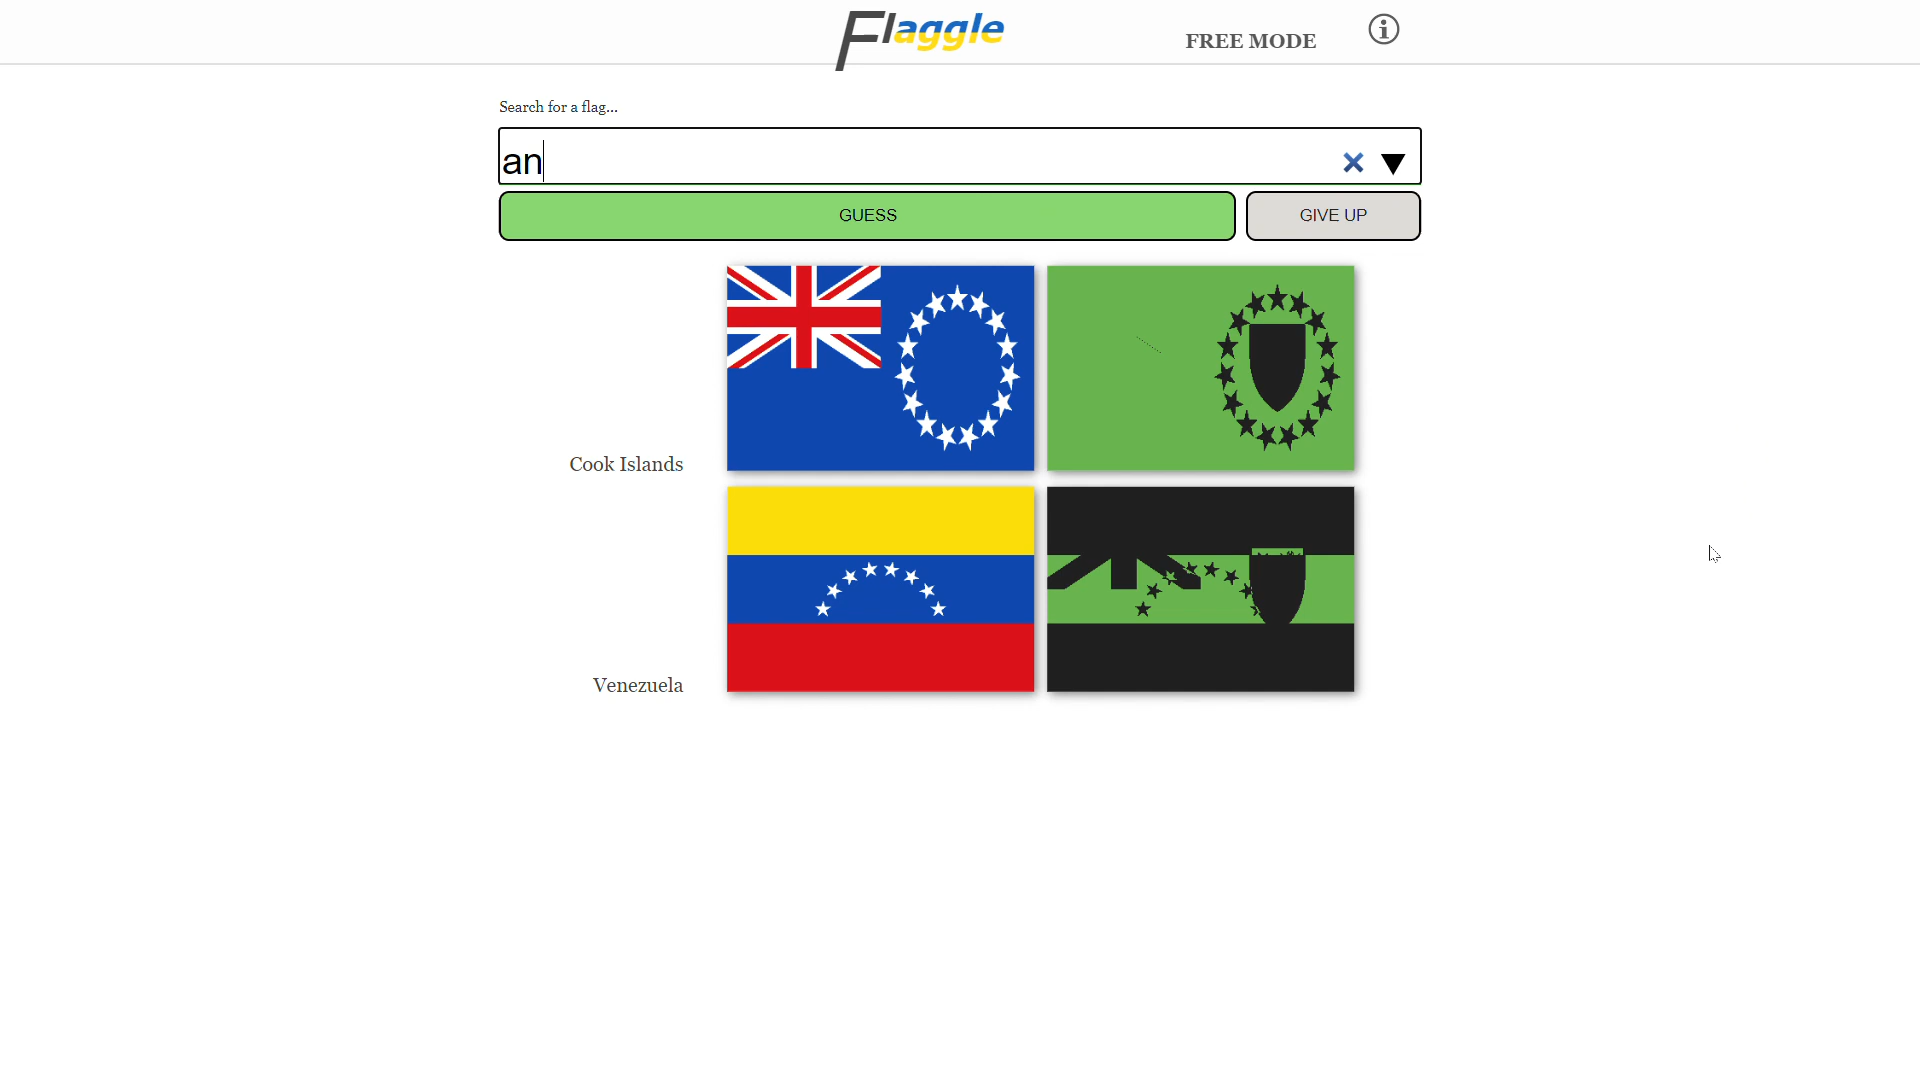 Flaggle
FREE MODE
Search for a flag...
an
GUESS
GIVE UP
Cook Islands
Venezuela